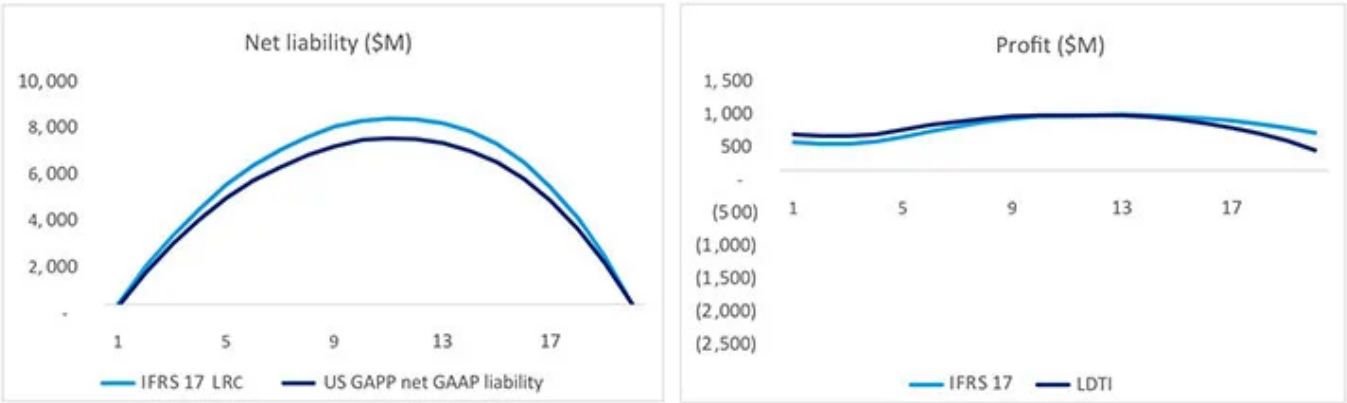 Net liability ($M)
10,000
8,000
6,000
4,000
2,000
-
1 5 9 13 17
IFRS 17 LRC US GAPP net GAAP liability
Profit ($M)
1,500
1,000
500
-
(500)
(1,000)
(1,500)
(2,000)
(2,500)
1 5 9 13 17
IFRS 17 LDTI